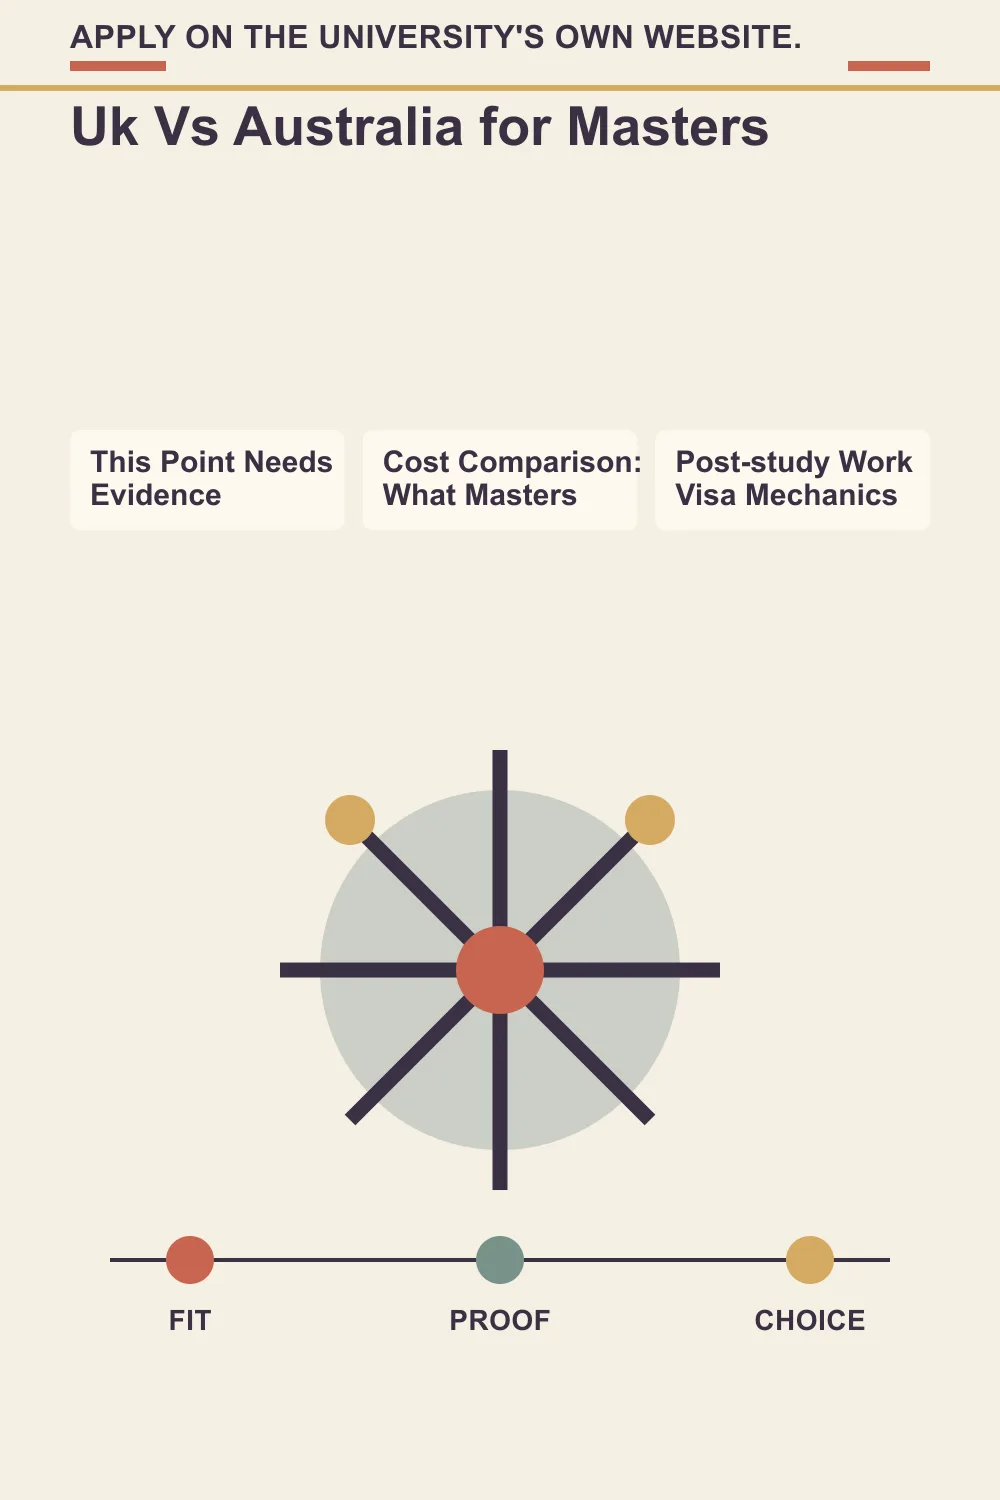 APPLY ON THE UNIVERSITY'S OWN WEBSITE.
Uk Vs Australia for Masters
This Point Needs
Evidence
Cost Comparison:
What Masters
Post-study Work
Visa Mechanics
FIT
PROOF
CHOICE